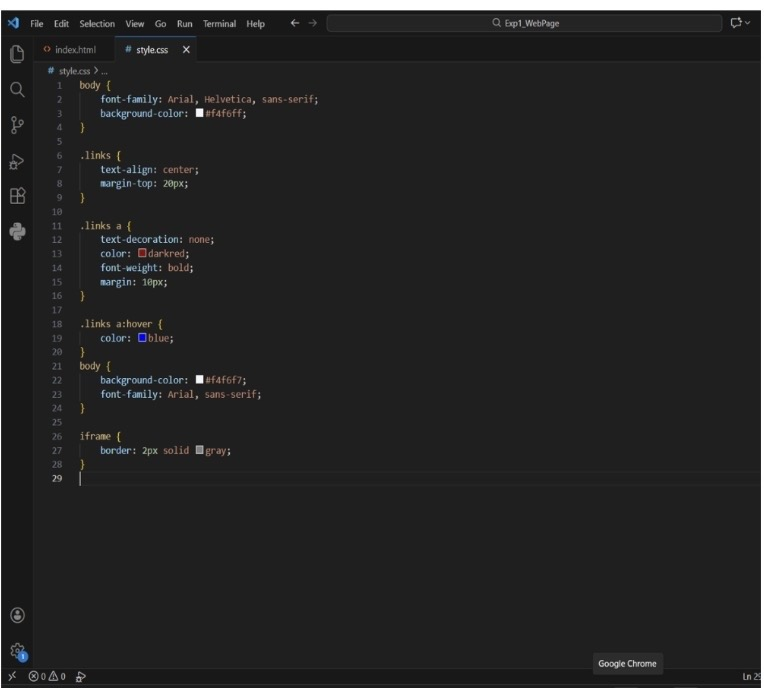 File Edit Selection View Go Run Terminal Help ← → Exp1_WebPage
index.html # style.css ×
# style.css > ...
1 body {
2 font-family: Arial, Helvetica, sans-serif;
3 background-color: #f4f6ff;
4 }
5
6 .links {
7 text-align: center;
8 margin-top: 20px;
9 }
10
11 .links a {
12 text-decoration: none;
13 color: darkred;
14 font-weight: bold;
15 margin: 10px;
16 }
17
18 .links a:hover {
19 color: blue;
20 }
21 body {
22 background-color: #f4f6f7;
23 font-family: Arial, sans-serif;
24 }
25
26 iframe {
27 border: 2px solid gray;
28 }
29
1
Google Chrome
0 0 Ln 29